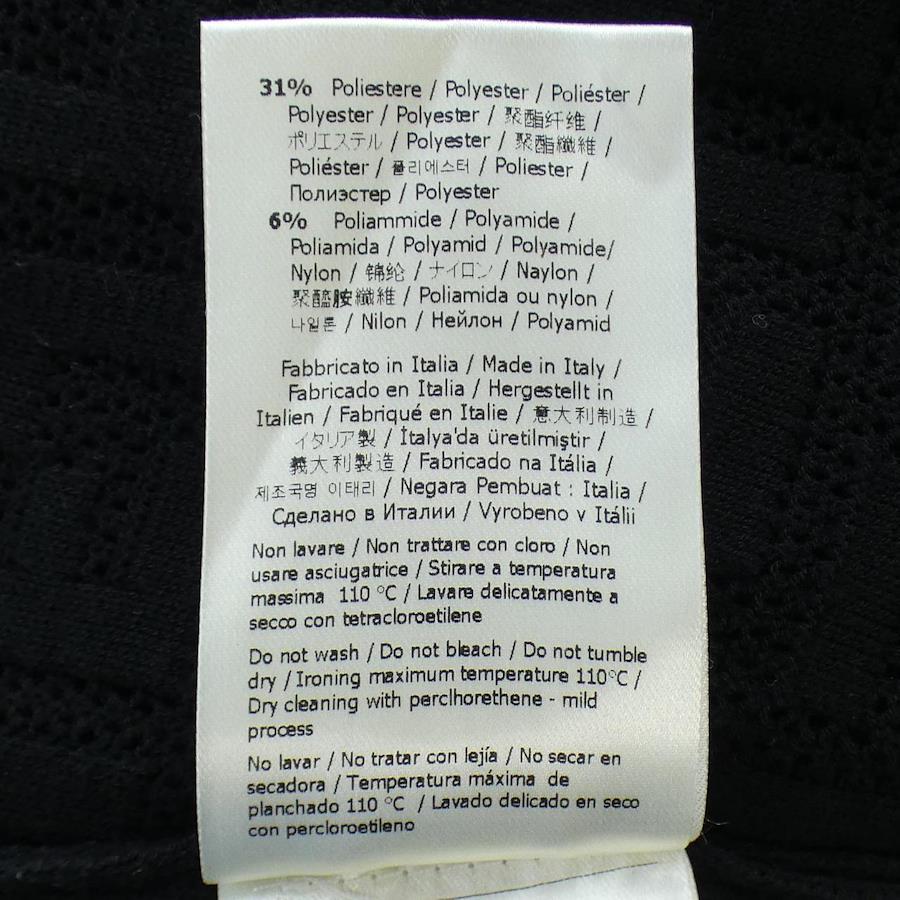 31% Poliestere / Polyester / Poliéster /
Polyester / Polyester / 聚酯纤维 /
ポリエステル / Polyester / 聚酯纖維 /
Poliéster / 폴리에스터 / Poliester /
Полиэстер / Polyester
6% Poliammide / Polyamide /
Poliamida / Polyamid / Polyamide/
Nylon / 锦纶 / ナイロン / Naylon /
聚醯胺纖維 / Poliamida ou nylon /
나일론 / Nilon / Нейлон / Polyamid
Fabbricato in Italia / Made in Italy /
Fabricado en Italia / Hergestellt in
Italien / Fabriqué en Italie / 意大利制造 /
イタリア製 / İtalya'da üretilmiştir /
義大利製造 / Fabricado na Itália /
제조국명 이태리 / Negara Pembuat : Italia /
Сделано в Италии / Vyrobeno v Itálii
Non lavare / Non trattare con cloro / Non
usare asciugatrice / Stirare a temperatura
massima 110 °C / Lavare delicatamente a
secco con tetracloroetilene
Do not wash / Do not bleach / Do not tumble
dry / Ironing maximum temperature 110°C /
Dry cleaning with perclhorethene - mild
process
No lavar / No tratar con lejía / No secar en
secadora / Temperatura máxima de
planchado 110 °C / Lavado delicado en seco
con percloroetileno